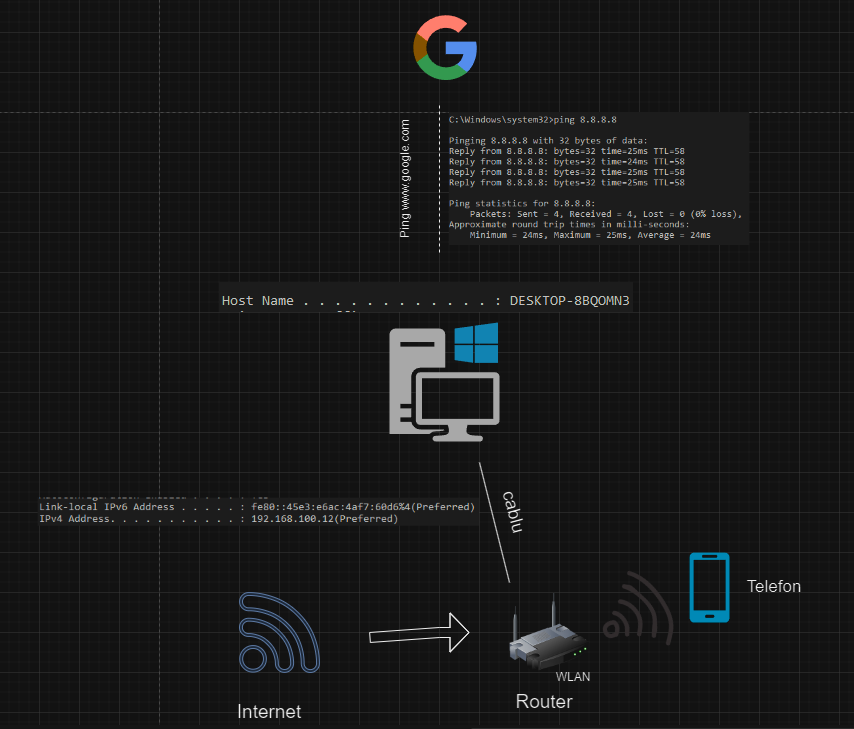 Ping www.google.com
C:\Windows\system32>ping 8.8.8.8
Pinging 8.8.8.8 with 32 bytes of data:
Reply from 8.8.8.8: bytes=32 time=25ms TTL=58
Reply from 8.8.8.8: bytes=32 time=24ms TTL=58
Reply from 8.8.8.8: bytes=32 time=25ms TTL=58
Reply from 8.8.8.8: bytes=32 time=25ms TTL=58
Ping statistics for 8.8.8.8:
Packets: Sent = 4, Received = 4, Lost = 0 (0% loss),
Approximate round trip times in milli-seconds:
Minimum = 24ms, Maximum = 25ms, Average = 24ms
Host Name . . . . . . . . . . . . : DESKTOP-8BQOMN3
Link-local IPv6 Address . . . . . : fe80::45e3:e6ac:4af7:60d6%4(Preferred)
IPv4 Address. . . . . . . . . . . : 192.168.100.12(Preferred)
cablu
Telefon
WLAN
Router
Internet